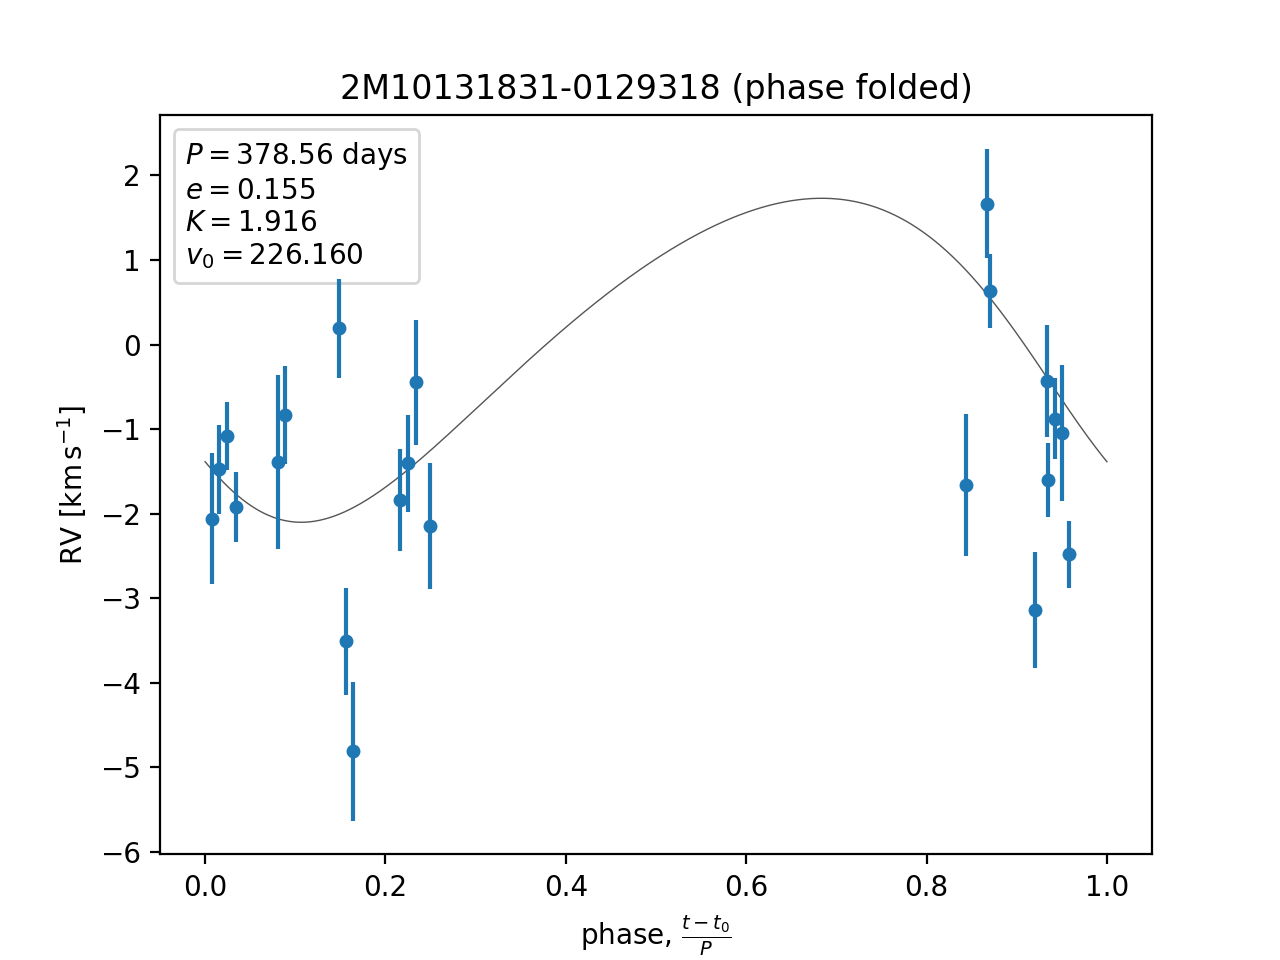 2M10131831-0129318 (phase folded)
P = 378.56 days
e = 0.155
K = 1.916
v₀ = 226.160
2
1
0
−1
−2
−3
−4
−5
−6
RV [km s⁻¹]
0.0 0.2 0.4 0.6 0.8 1.0
phase, (t − t₀)/P